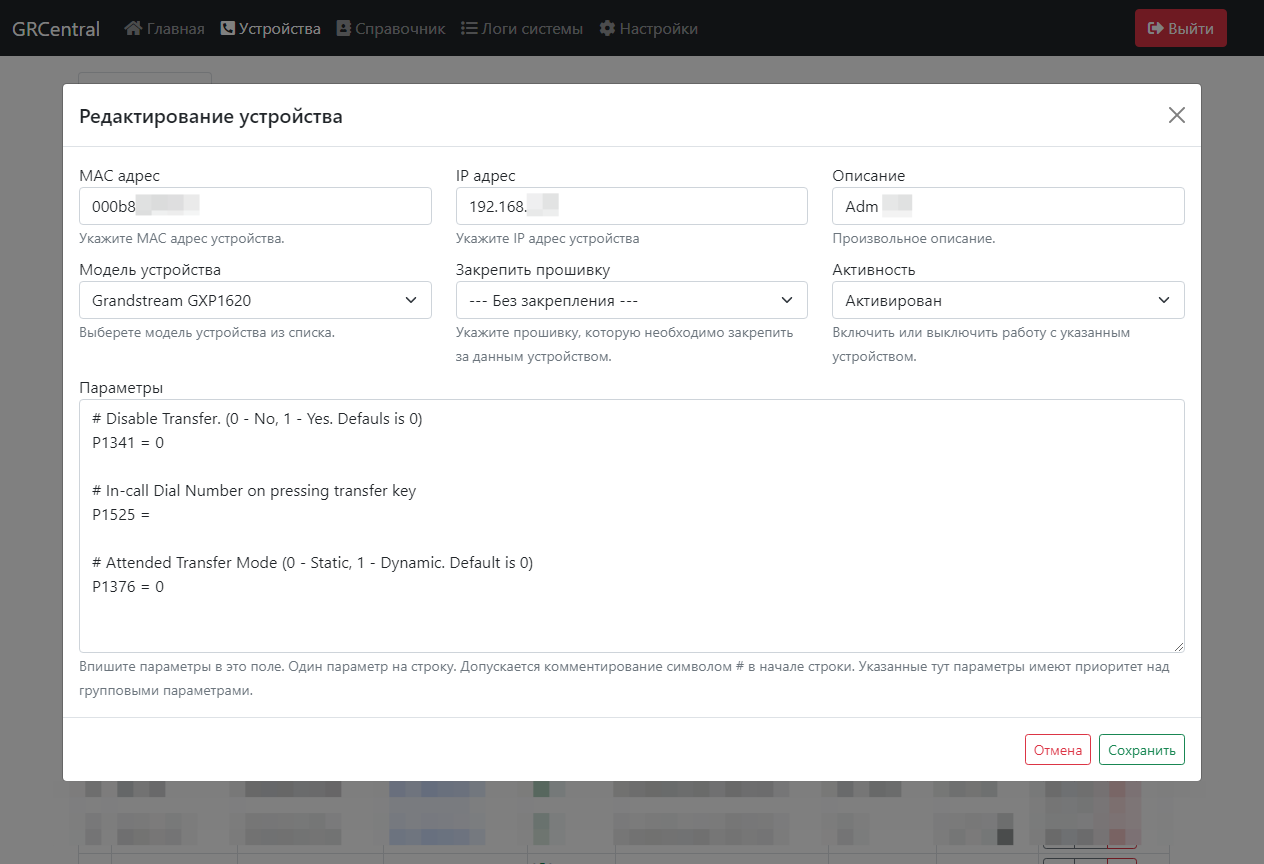 GRCentral Главная Устройства Справочник Логи системы Настройки Выйти
Редактирование устройства
MAC адрес IP адрес Описание
000b8 192.168. Adm
Укажите MAC адрес устройства. Укажите IP адрес устройства Произвольное описание.
Модель устройства Закрепить прошивку Активность
Grandstream GXP1620 --- Без закрепления --- Активирован
Выберете модель устройства из списка. Укажите прошивку, которую необходимо закрепить Включить или выключить работу с указанным
за данным устройством. устройством.
Параметры
# Disable Transfer. (0 - No, 1 - Yes. Defauls is 0)
P1341 = 0
# In-call Dial Number on pressing transfer key
P1525 =
# Attended Transfer Mode (0 - Static, 1 - Dynamic. Default is 0)
P1376 = 0
Впишите параметры в это поле. Один параметр на строку. Допускается комментирование символом # в начале строки. Указанные тут параметры имеют приоритет над
групповыми параметрами.
Отмена Сохранить